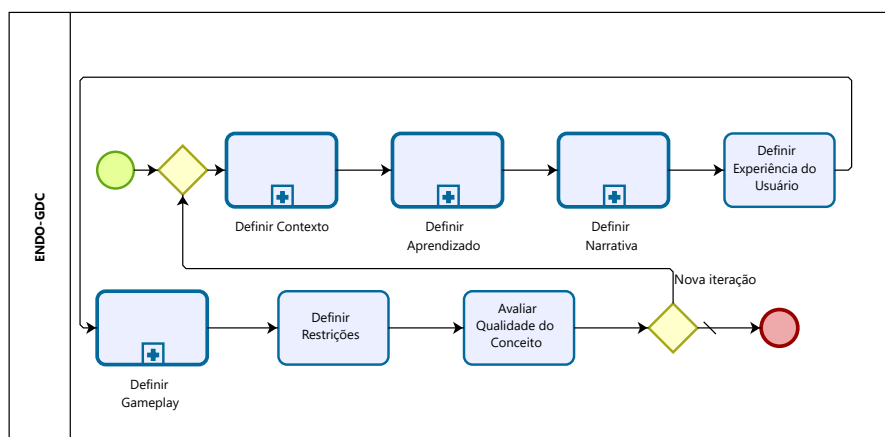 ENDO-GDC
Definir
Experiência do
Usuário
Definir Contexto
Definir
Aprendizado
Definir
Narrativa
Nova iteração
Definir
Restrições
Avaliar
Qualidade do
Conceito
Definir
Gameplay